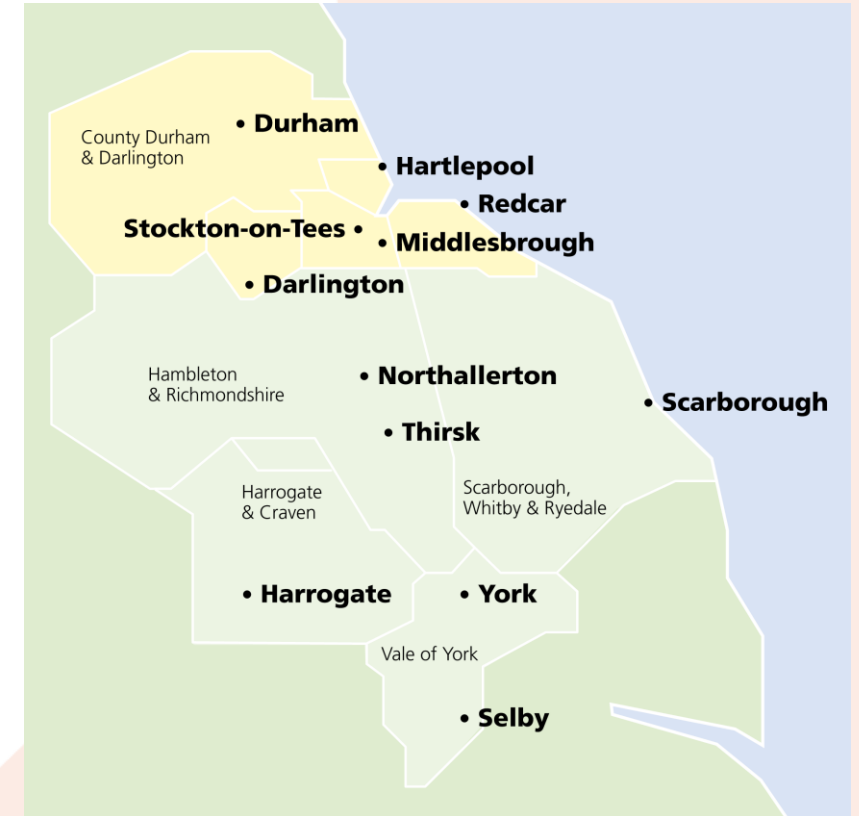 • Durham
County Durham
& Darlington
• Hartlepool
• Redcar
Stockton-on-Tees •
• Middlesbrough
• Darlington
Hambleton
& Richmondshire
• Northallerton
• Scarborough
• Thirsk
Harrogate
& Craven
Scarborough,
Whitby & Ryedale
• Harrogate
• York
Vale of York
• Selby